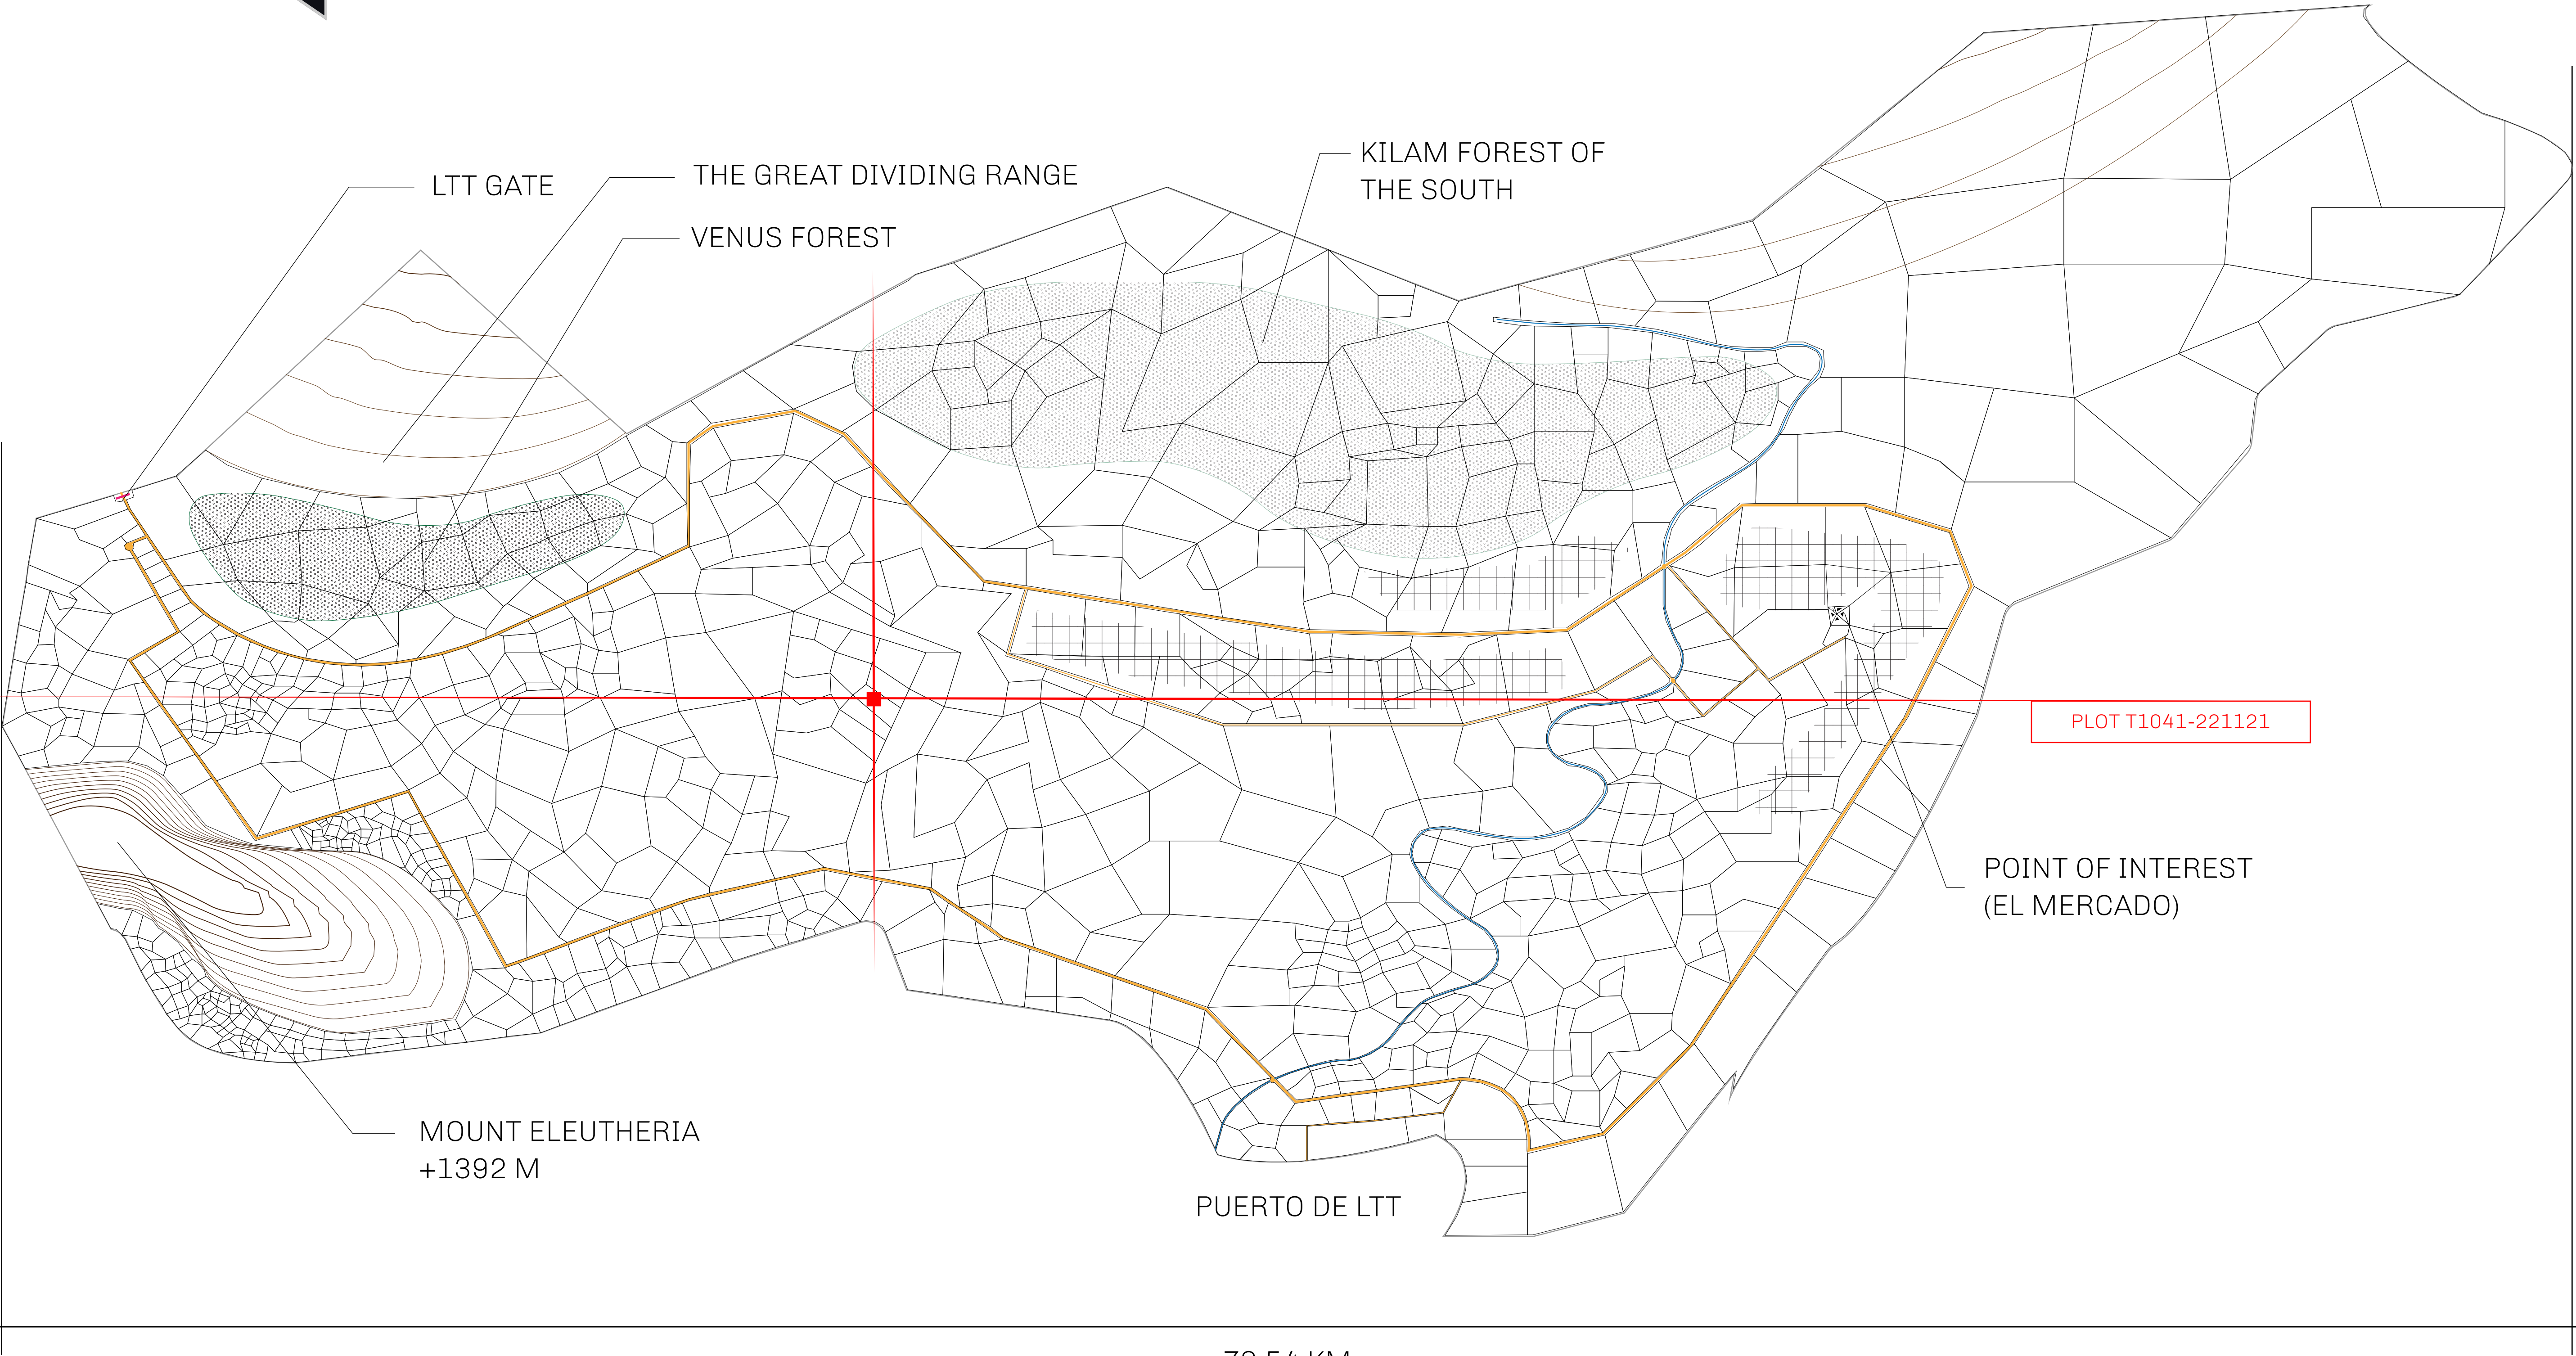 KILAM FOREST OF
THE SOUTH
LTT GATE
THE GREAT DIVIDING RANGE
VENUS FOREST
PLOT T1041-221121
POINT OF INTEREST
(EL MERCADO)
MOUNT ELEUTHERIA
+1392 M
PUERTO DE LTT
KM